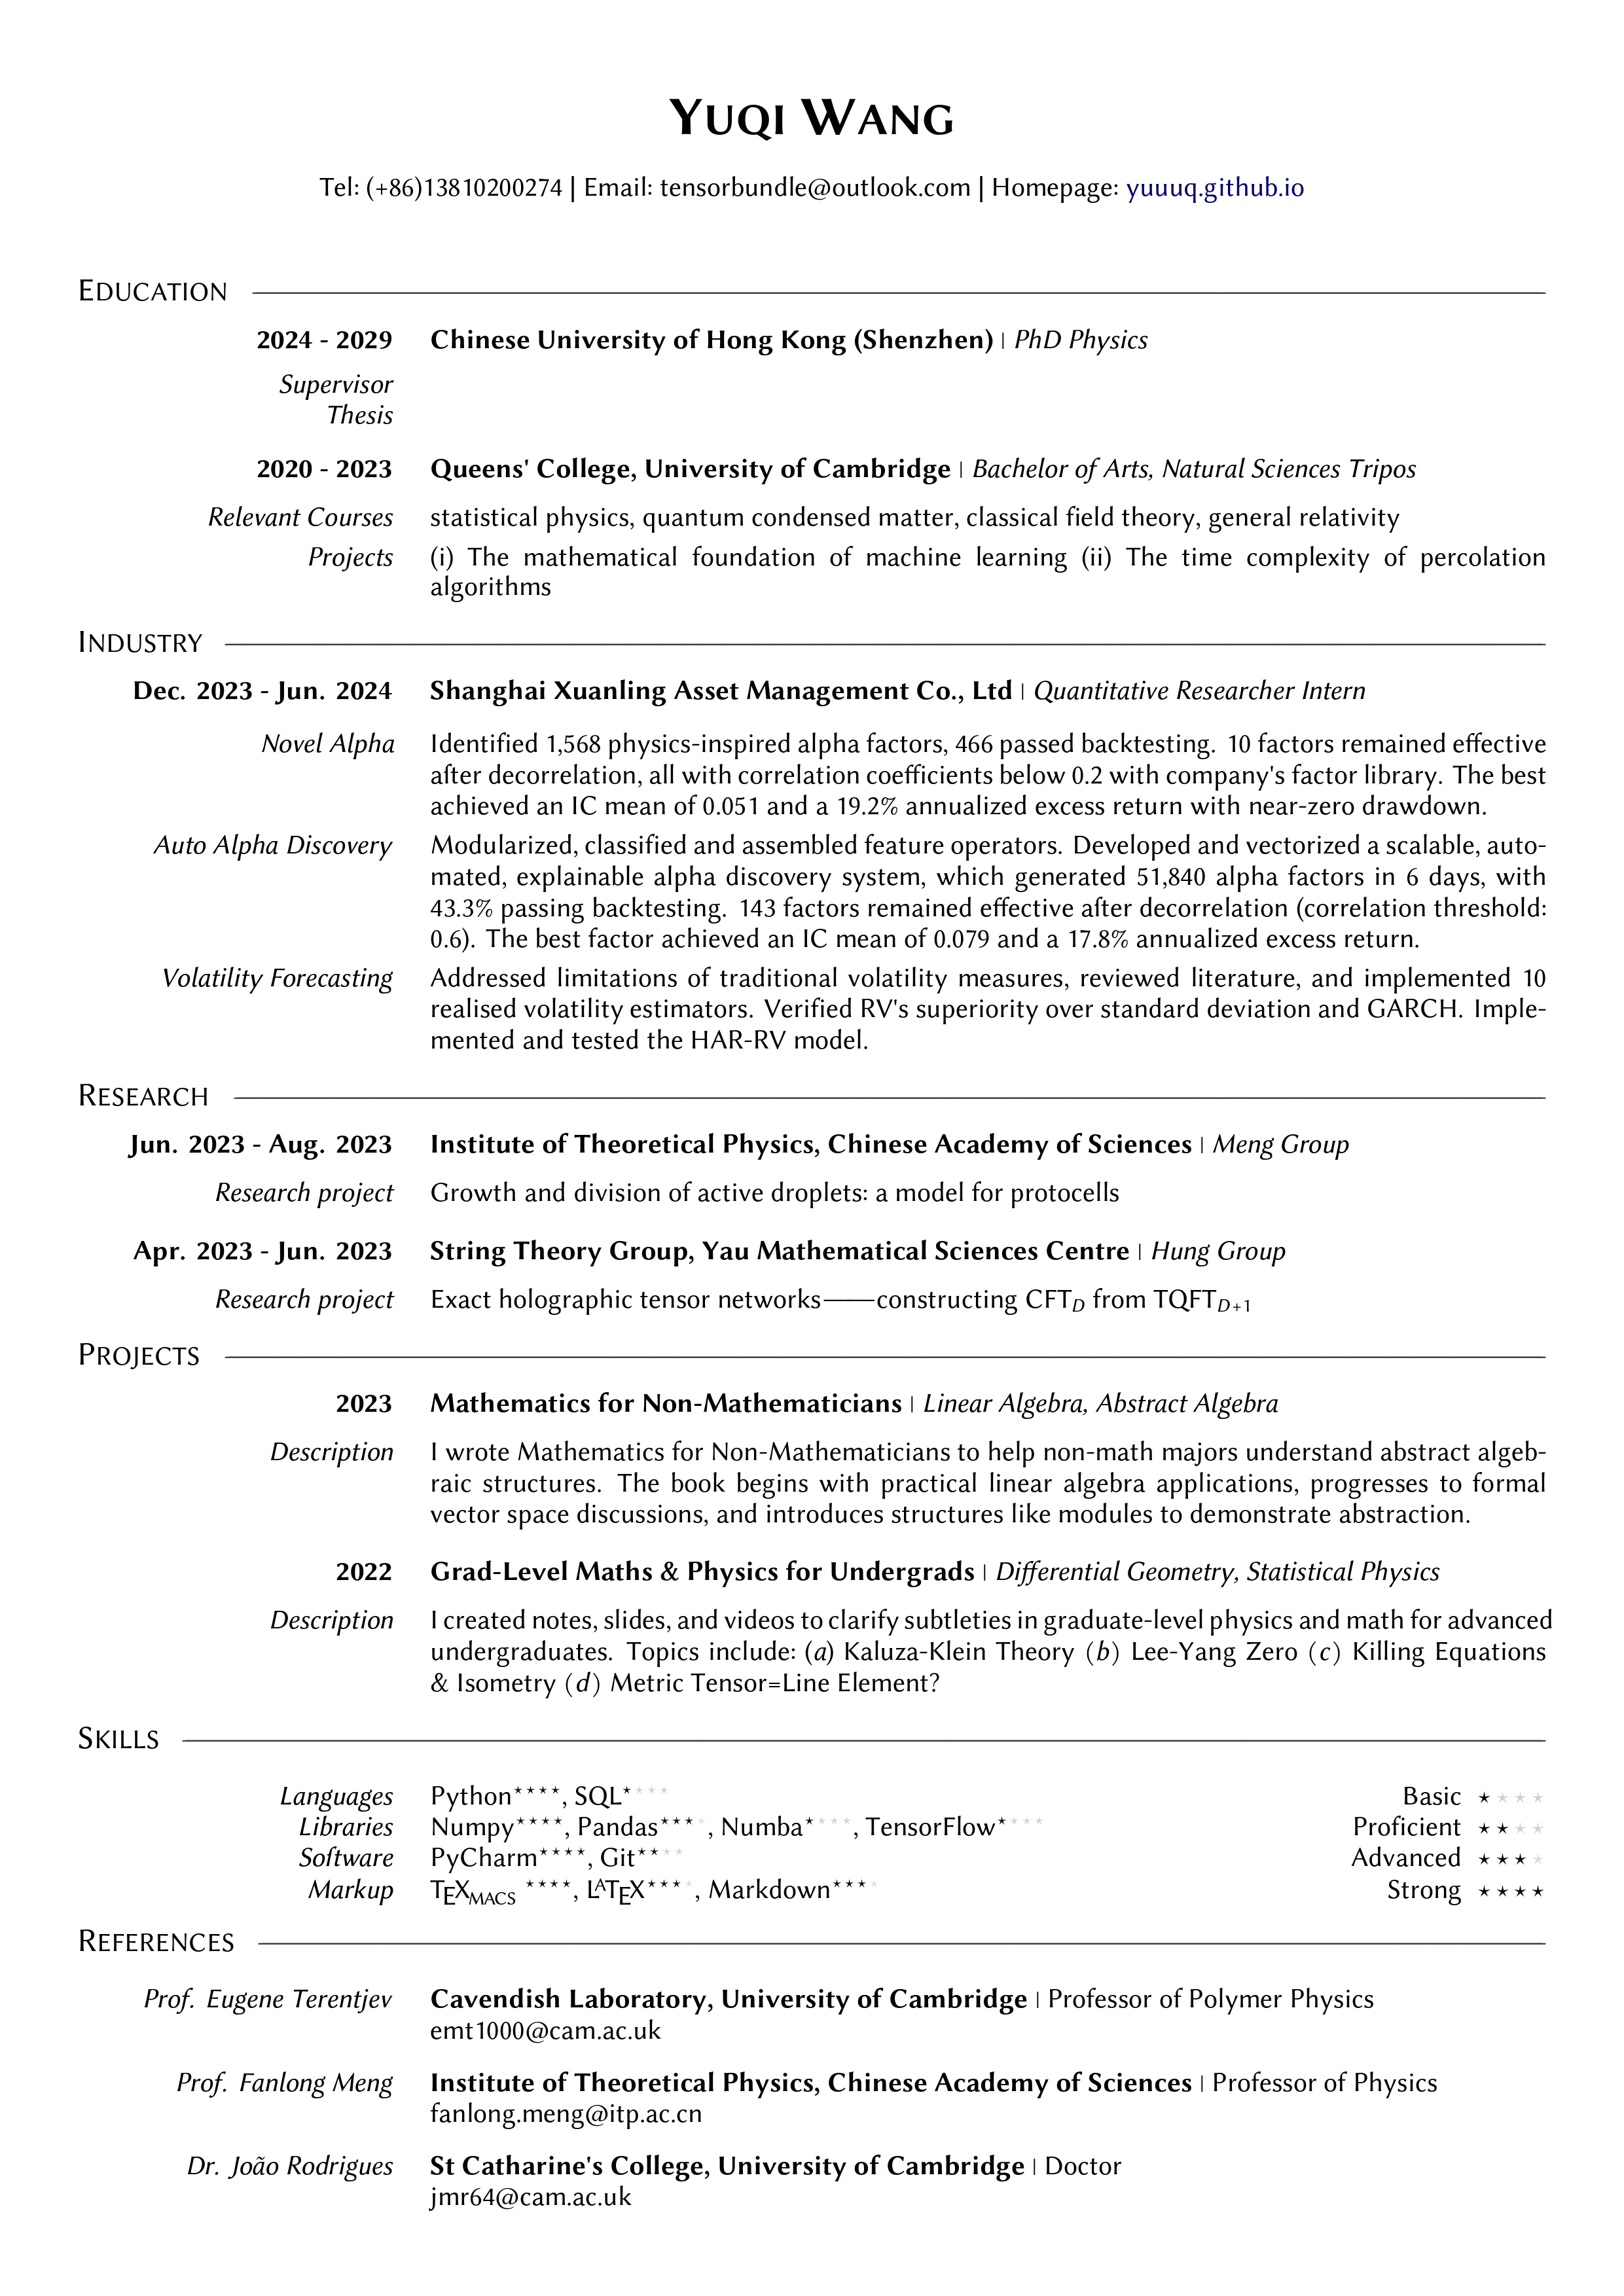 YUQI WANG
Tel: (+86)13810200274 | Email: tensorbundle@outlook.com | Homepage: yuuuq.github.io
EDUCATION
2024 - 2029 Chinese University of Hong Kong (Shenzhen) | PhD Physics
Supervisor
Thesis
2020 - 2023 Queens' College, University of Cambridge | Bachelor of Arts, Natural Sciences Tripos
Relevant Courses statistical physics, quantum condensed matter, classical field theory, general relativity
Projects (i) The mathematical foundation of machine learning (ii) The time complexity of percolation
algorithms
INDUSTRY
Dec. 2023 - Jun. 2024 Shanghai Xuanling Asset Management Co., Ltd | Quantitative Researcher Intern
Novel Alpha Identified 1,568 physics-inspired alpha factors, 466 passed backtesting. 10 factors remained effective
after decorrelation, all with correlation coefficients below 0.2 with company's factor library. The best
achieved an IC mean of 0.051 and a 19.2% annualized excess return with near-zero drawdown.
Auto Alpha Discovery Modularized, classified and assembled feature operators. Developed and vectorized a scalable, auto-
mated, explainable alpha discovery system, which generated 51,840 alpha factors in 6 days, with
43.3% passing backtesting. 143 factors remained effective after decorrelation (correlation threshold:
0.6). The best factor achieved an IC mean of 0.079 and a 17.8% annualized excess return.
Volatility Forecasting Addressed limitations of traditional volatility measures, reviewed literature, and implemented 10
realised volatility estimators. Verified RV's superiority over standard deviation and GARCH. Imple-
mented and tested the HAR-RV model.
RESEARCH
Jun. 2023 - Aug. 2023 Institute of Theoretical Physics, Chinese Academy of Sciences | Meng Group
Research project Growth and division of active droplets: a model for protocells
Apr. 2023 - Jun. 2023 String Theory Group, Yau Mathematical Sciences Centre | Hung Group
Research project Exact holographic tensor networks——constructing CFT_D from TQFT_{D+1}
PROJECTS
2023 Mathematics for Non-Mathematicians | Linear Algebra, Abstract Algebra
Description I wrote Mathematics for Non-Mathematicians to help non-math majors understand abstract algeb-
raic structures. The book begins with practical linear algebra applications, progresses to formal
vector space discussions, and introduces structures like modules to demonstrate abstraction.
2022 Grad-Level Maths & Physics for Undergrads | Differential Geometry, Statistical Physics
Description I created notes, slides, and videos to clarify subtleties in graduate-level physics and math for advanced
undergraduates. Topics include: (a) Kaluza-Klein Theory (b) Lee-Yang Zero (c) Killing Equations
& Isometry (d) Metric Tensor=Line Element?
SKILLS
Languages Python★★★★, SQL★★★★ Basic ★★★★
Libraries Numpy★★★★, Pandas★★★★, Numba★★★★, TensorFlow★★★★ Proficient ★★★★
Software PyCharm★★★★, Git★★★★ Advanced ★★★★
Markup TEXMACS ★★★★, LATEX★★★★, Markdown★★★★ Strong ★★★★
REFERENCES
Prof. Eugene Terentjev Cavendish Laboratory, University of Cambridge | Professor of Polymer Physics
emt1000@cam.ac.uk
Prof. Fanlong Meng Institute of Theoretical Physics, Chinese Academy of Sciences | Professor of Physics
fanlong.meng@itp.ac.cn
Dr. João Rodrigues St Catharine's College, University of Cambridge | Doctor
jmr64@cam.ac.uk